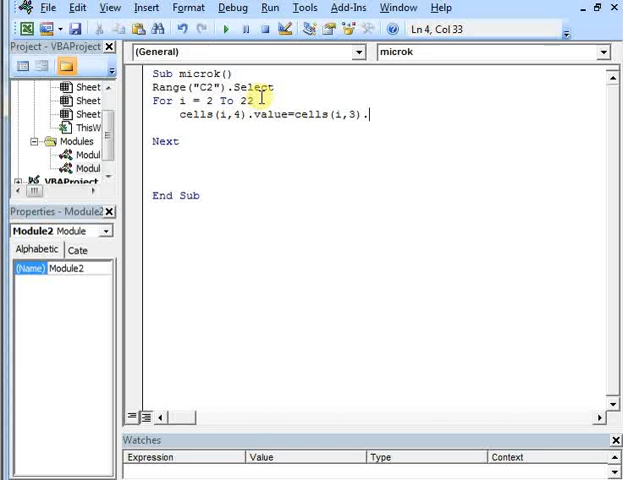 File Edit View Insert Format Debug Run Tools Add-Ins Window Help
Ln 4, Col 33
Project - VBAProject
(General) microk
Sheet
Sheet
Sheet
ThisW
Modules
Modul
Modul
VBAProject
Sub microk()
Range("C2").Select
For i = 2 To 22
cells(i,4).value=cells(i,3).
Next
End Sub
Properties - Module2
Module2 Module
Alphabetic Cate
(Name) Module2
Watches
Expression Value Type Context